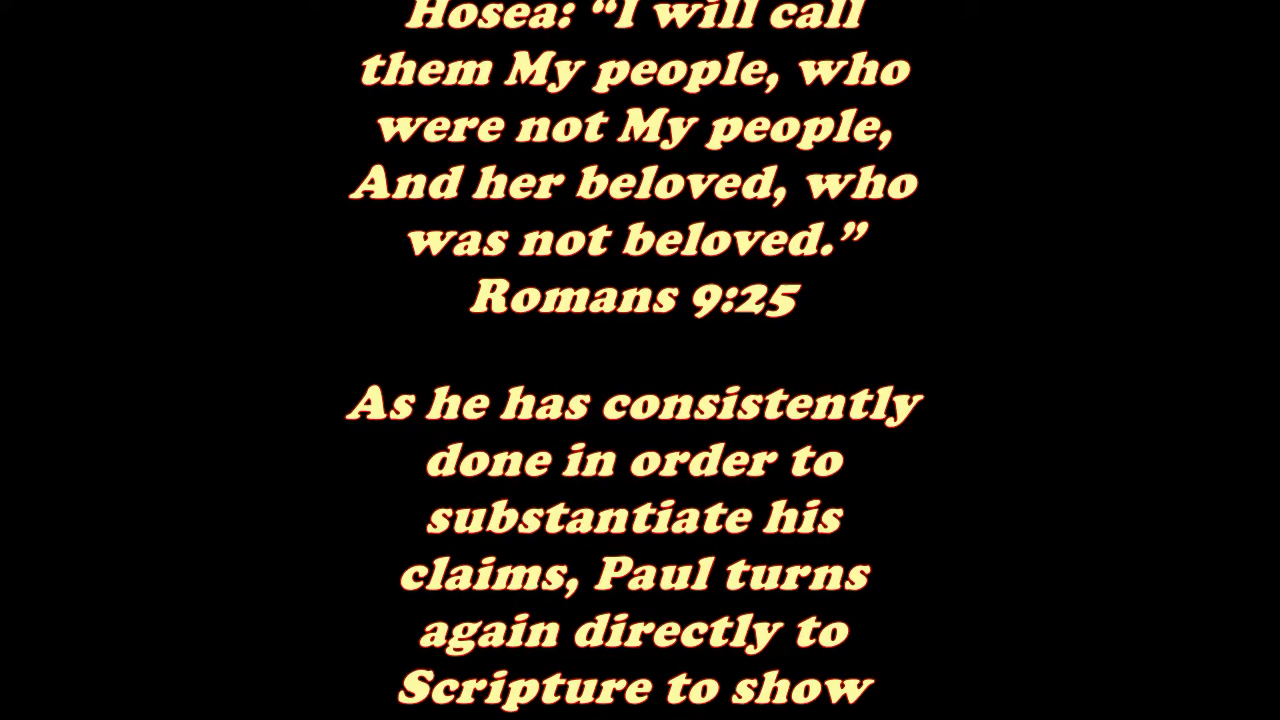 Hosea: “I will call
them My people, who
were not My people,
And her beloved, who
was not beloved.”
Romans 9:25
As he has consistently
done in order to
substantiate his
claims, Paul turns
again directly to
Scripture to show